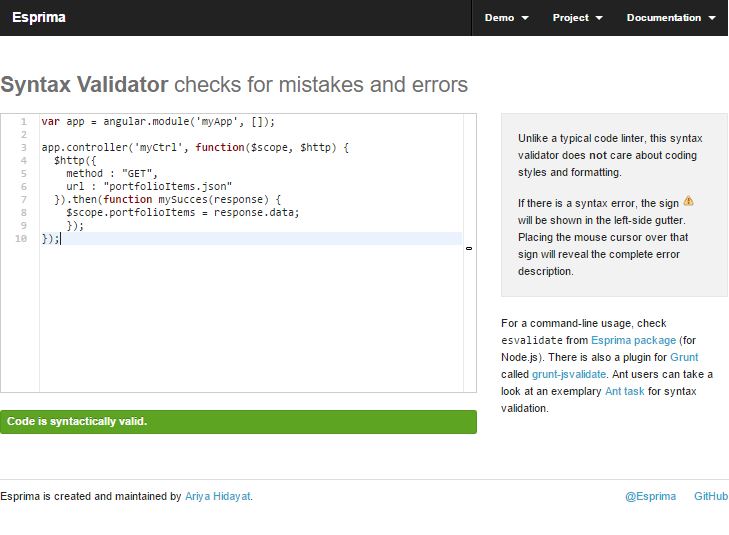 Esprima
Demo Project Documentation
Syntax Validator checks for mistakes and errors
1 var app = angular.module('myApp', []);
2
3 app.controller('myCtrl', function($scope, $http) {
4 $http({
5 method : "GET",
6 url : "portfolioItems.json"
7 }).then(function mySucces(response) {
8 $scope.portfolioItems = response.data;
9 });
10 });
Code is syntactically valid.
Unlike a typical code linter, this syntax
validator does not care about coding
styles and formatting.
If there is a syntax error, the sign
will be shown in the left-side gutter.
Placing the mouse cursor over that
sign will reveal the complete error
description.
For a command-line usage, check
esvalidate from Esprima package (for
Node.js). There is also a plugin for Grunt
called grunt-jsvalidate. Ant users can take a
look at an exemplary Ant task for syntax
validation.
Esprima is created and maintained by Ariya Hidayat.
@Esprima GitHub